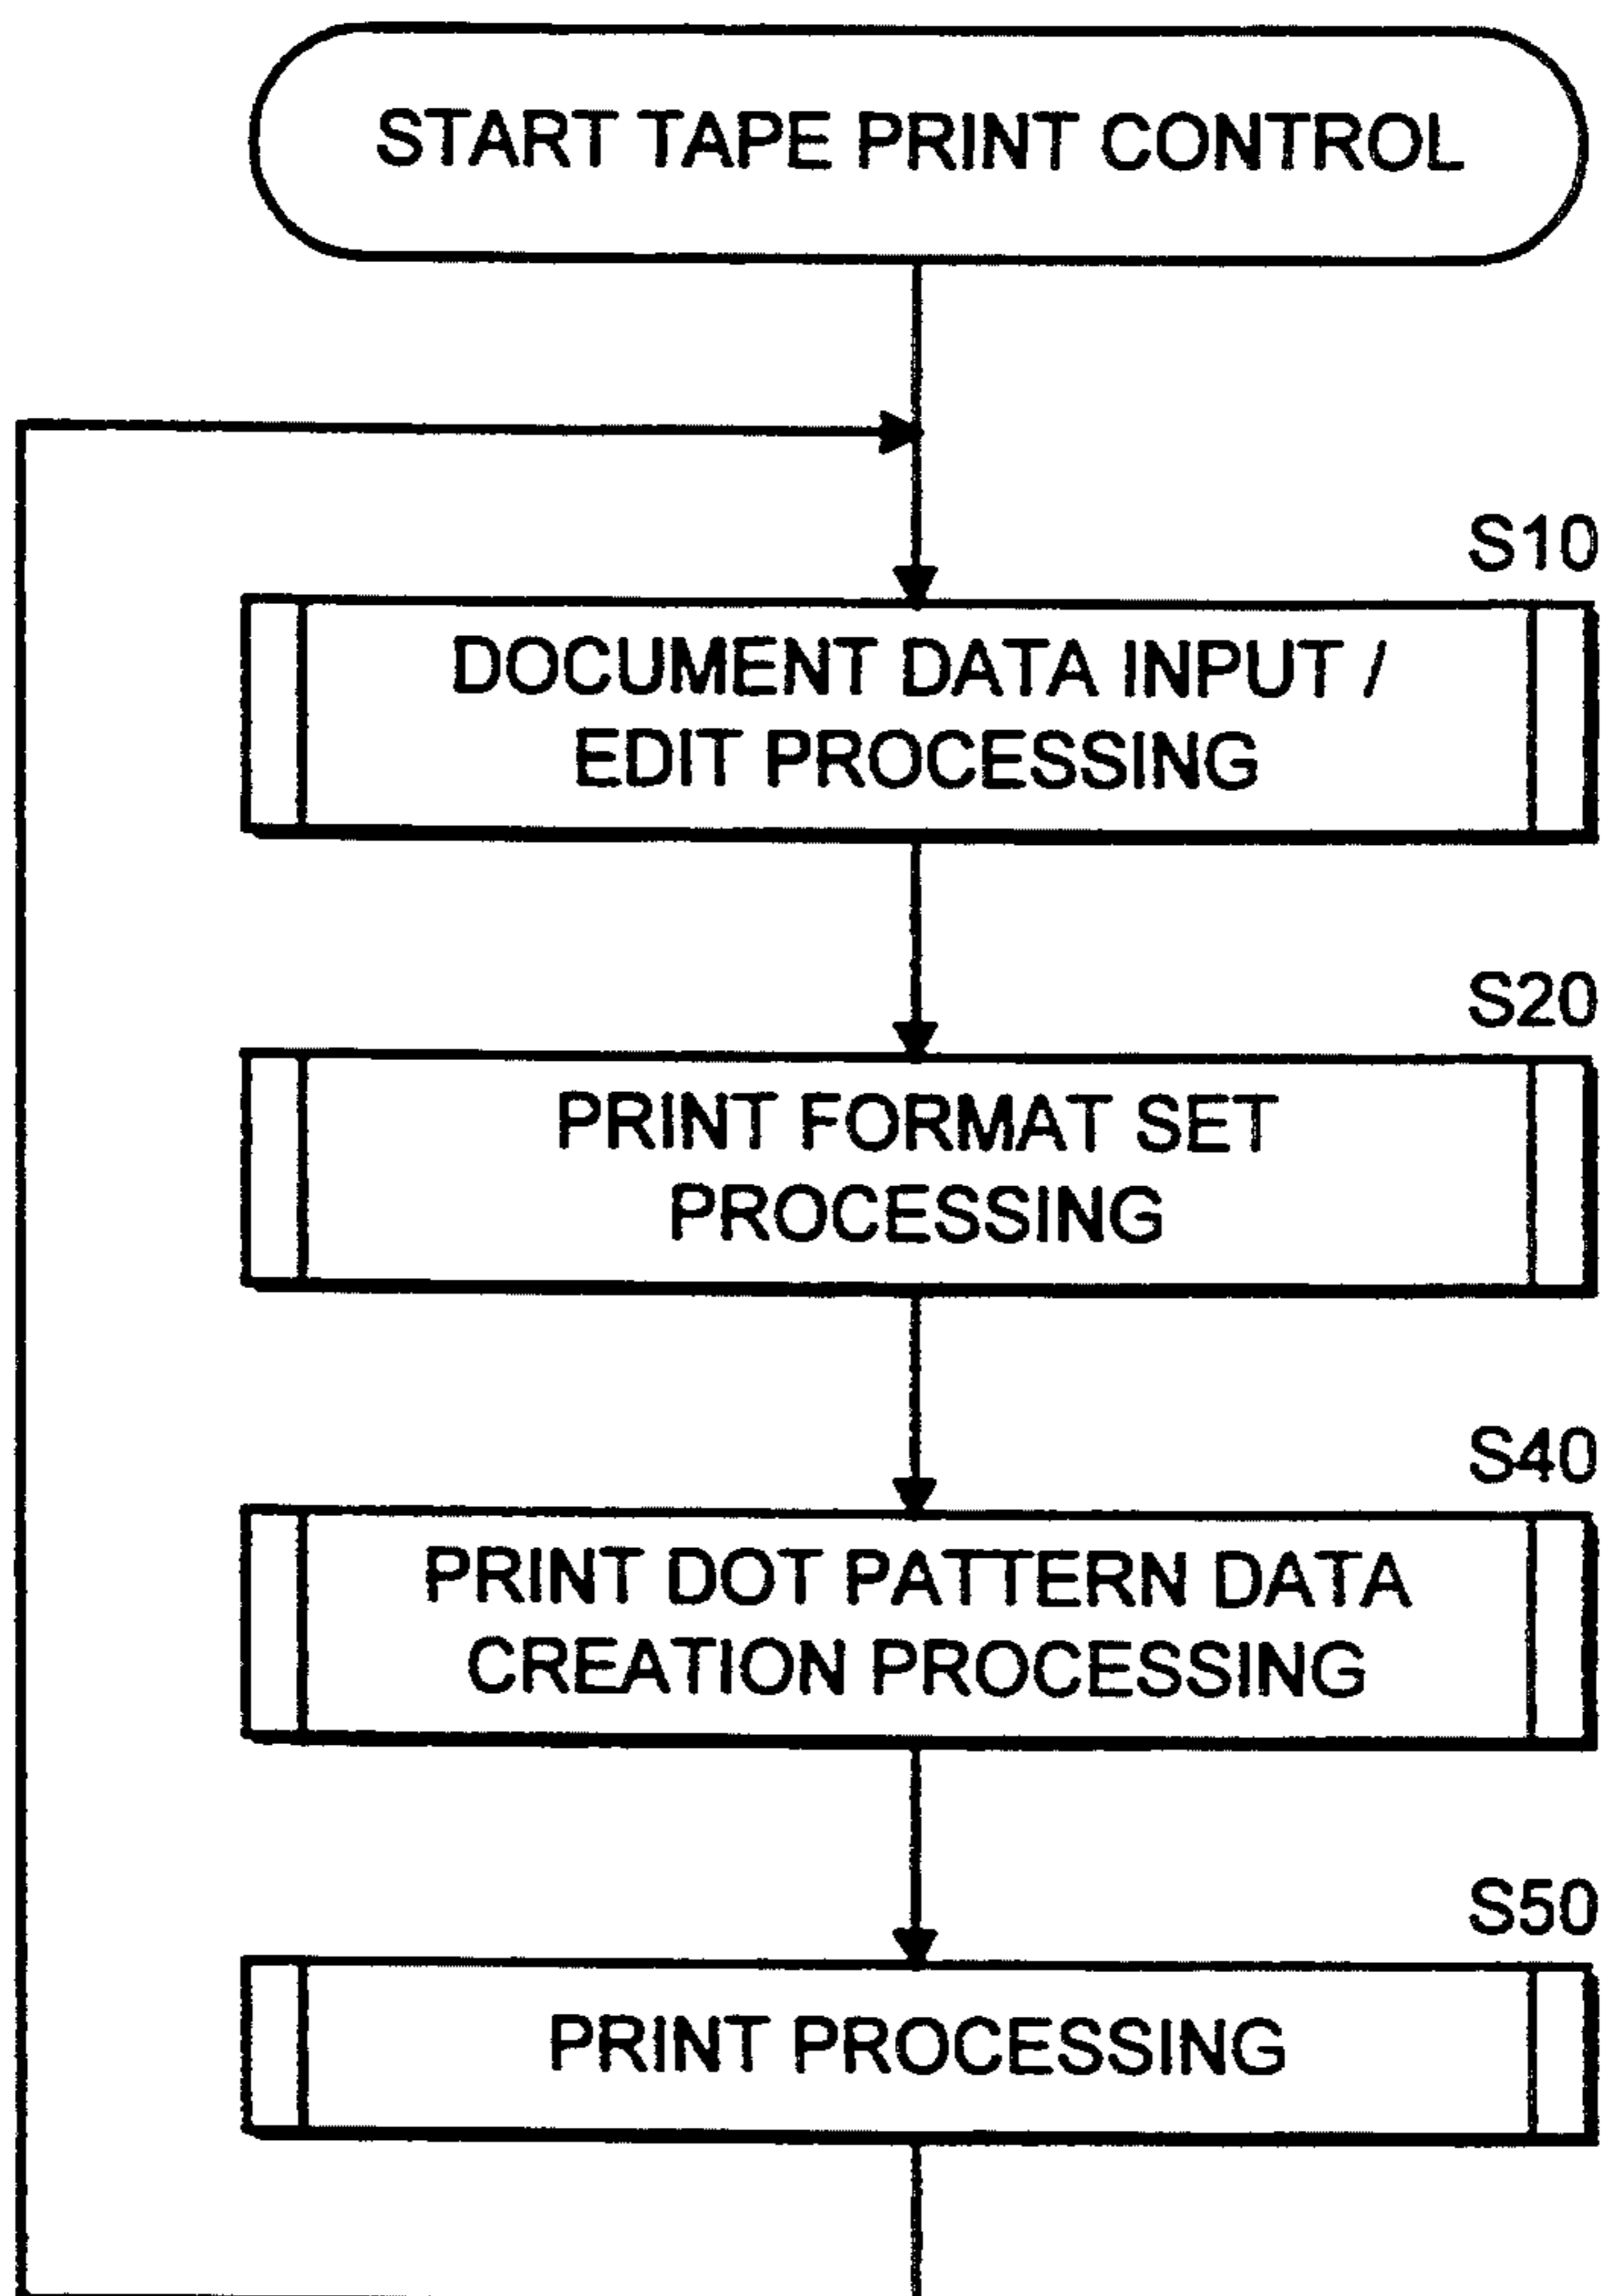 START TAPE PRINT CONTROL
S10
DOCUMENT DATA INPUT /
EDIT PROCESSING
S20
PRINT FORMAT SET
PROCESSING
S40
PRINT DOT PATTERN DATA
CREATION PROCESSING
S50
PRINT PROCESSING